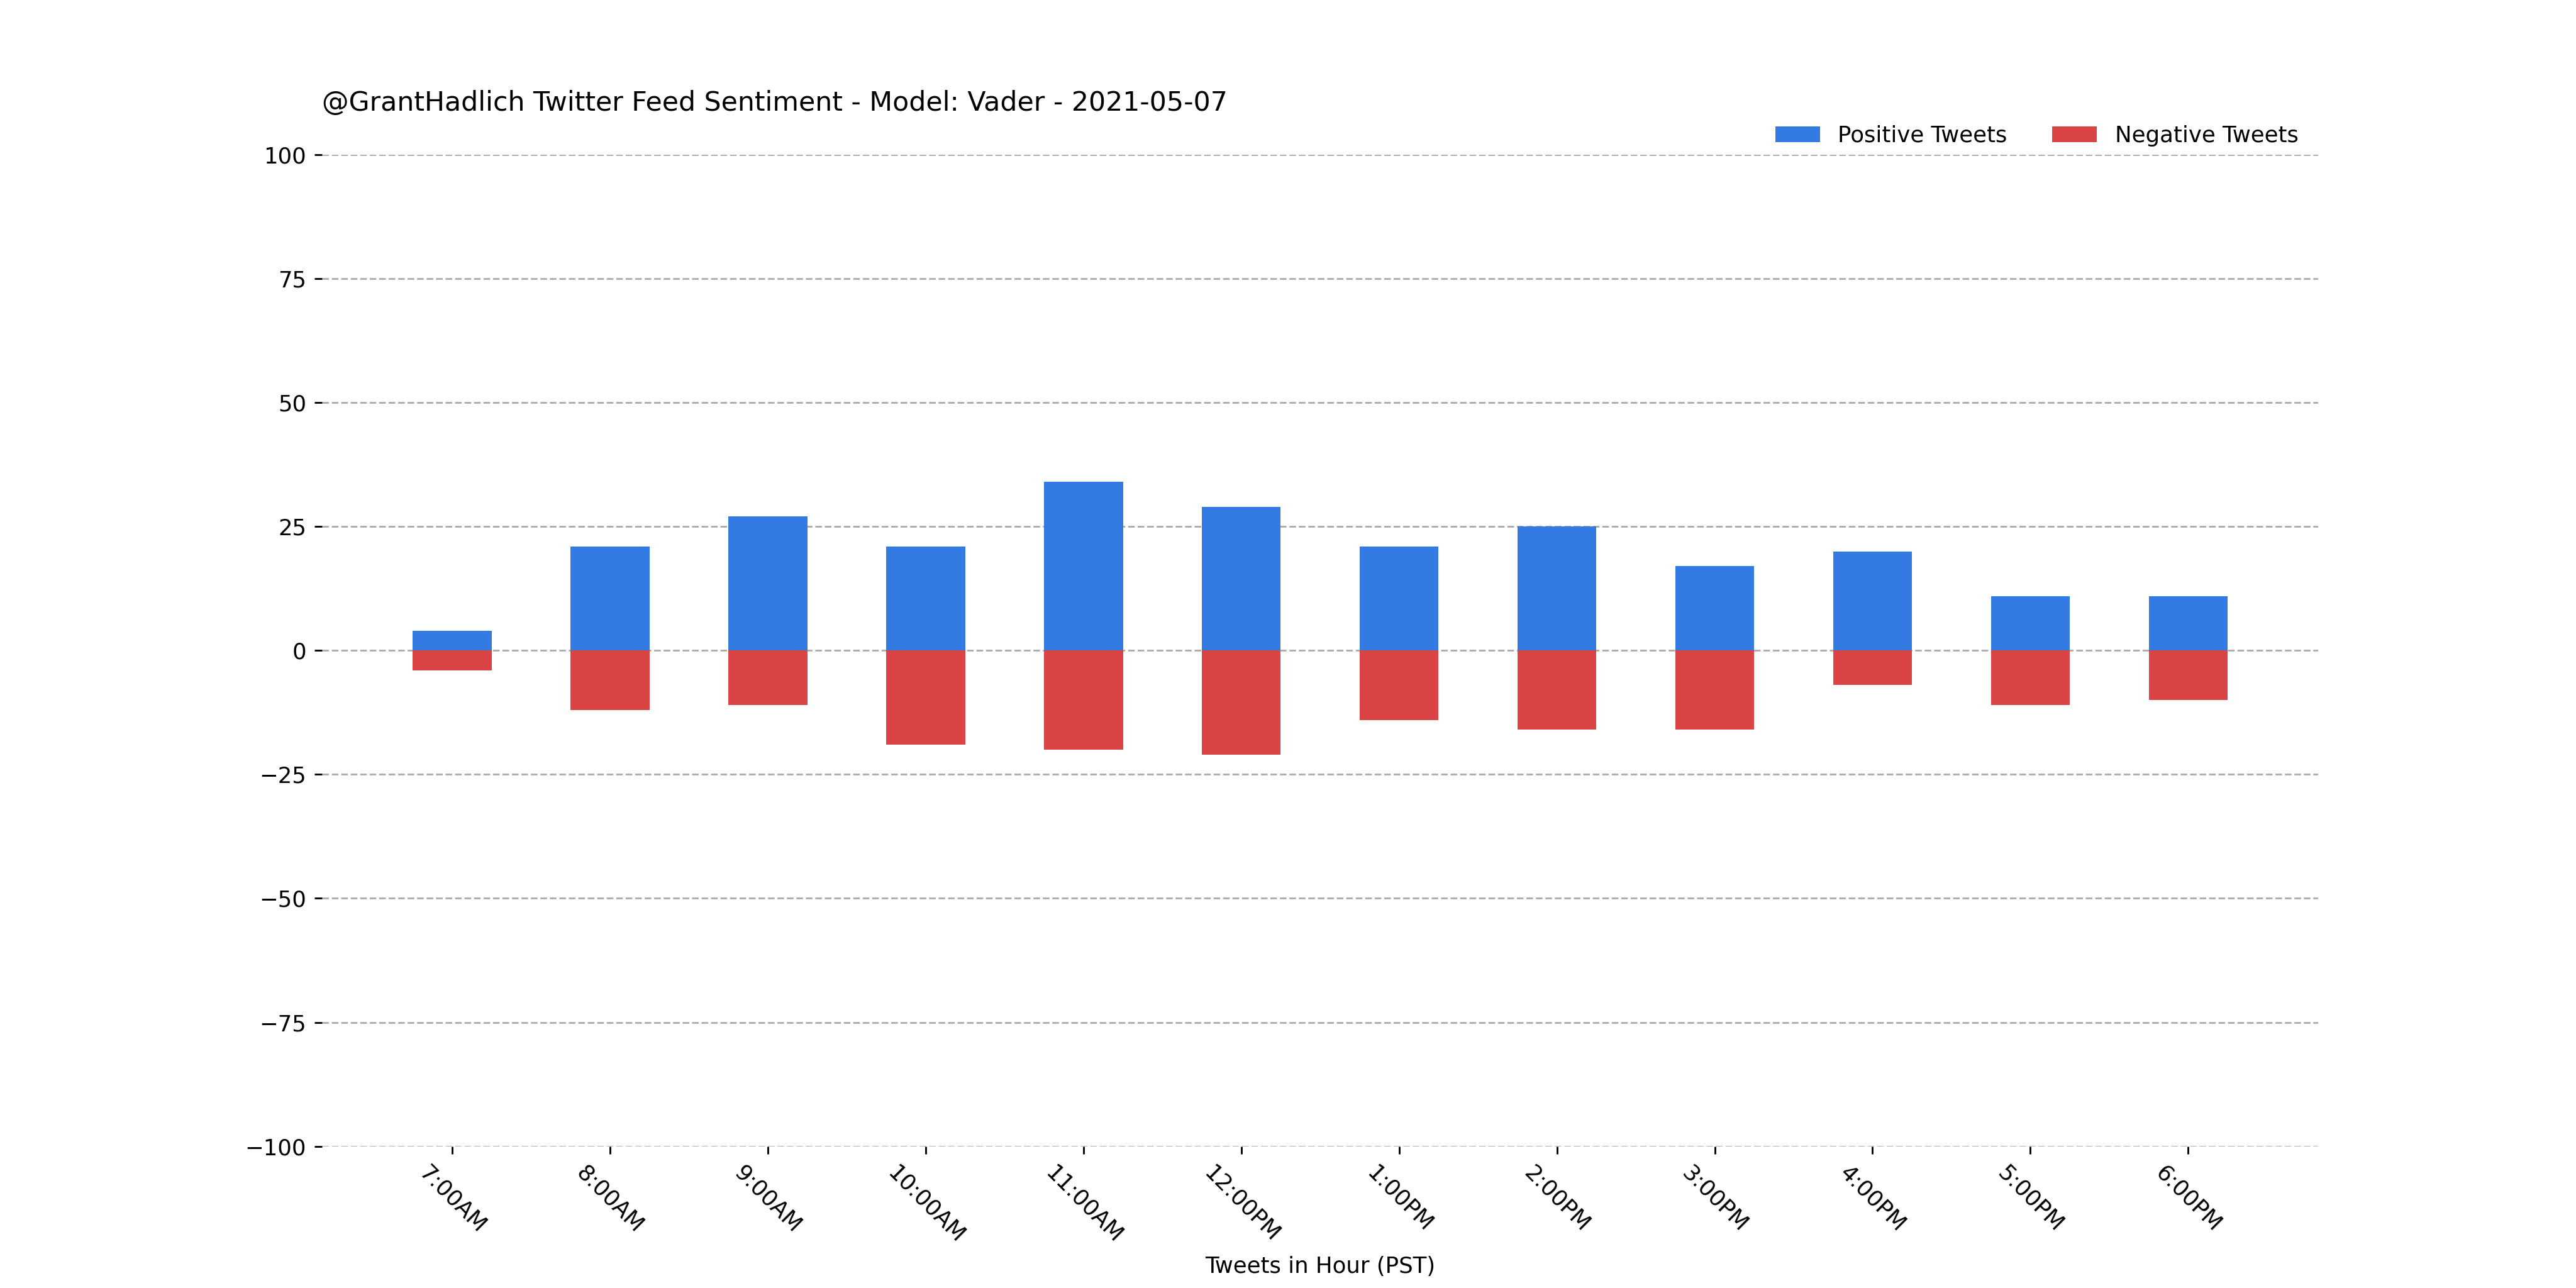 @GrantHadlich Twitter Feed Sentiment - Model: Vader - 2021-05-07
Positive Tweets
Negative Tweets
100
75
50
25
0
−25
−50
−75
−100
7:00AM
8:00AM
9:00AM
10:00AM
11:00AM
12:00PM
1:00PM
2:00PM
3:00PM
4:00PM
5:00PM
6:00PM
Tweets in Hour (PST)